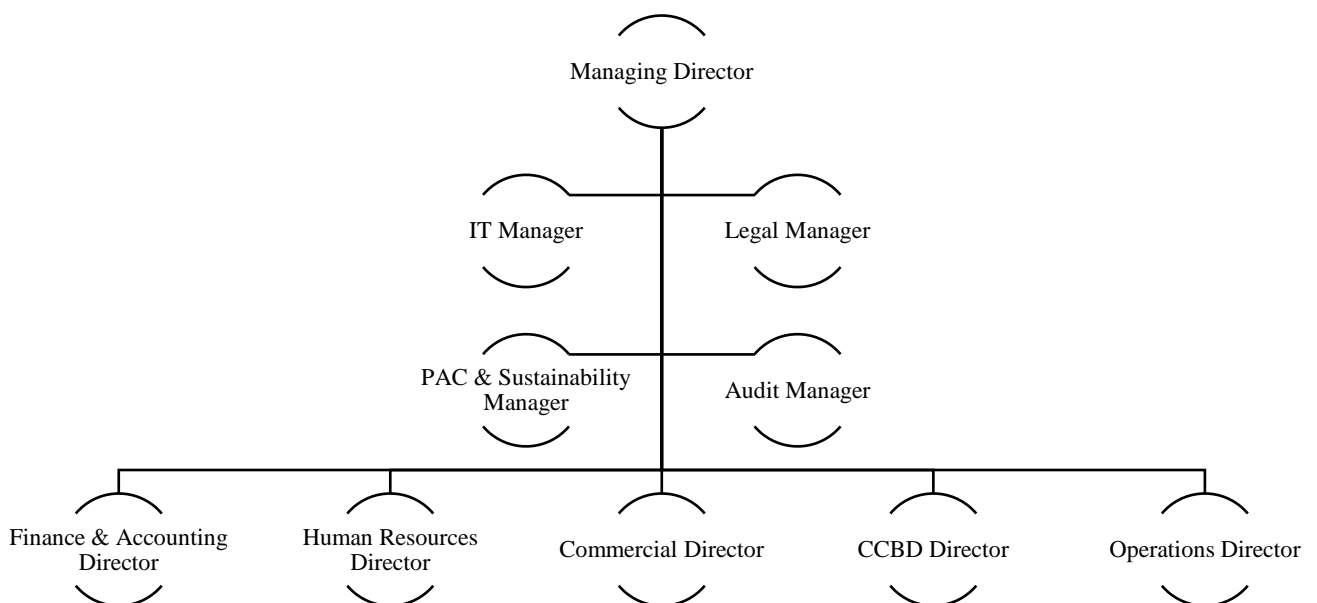 Managing Director
IT Manager
Legal Manager
PAC & Sustainability
Manager
Audit Manager
Finance & Accounting
Director
Human Resources
Director
Commercial Director
CCBD Director
Operations Director